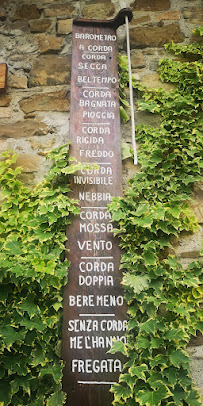 BAROMETRO
A CORDA
CORDA
SECCA
BELTEMPO
CORDA
BAGNATA
PIOGGIA
CORDA
RIGIDA
FREDDO
CORDA
INVISIBILE
NEBBIA
CORDA
MOSSA
VENTO
CORDA
DOPPIA
BERE MENO
SENZA CORDA
ME L'HANNO
FREGATA